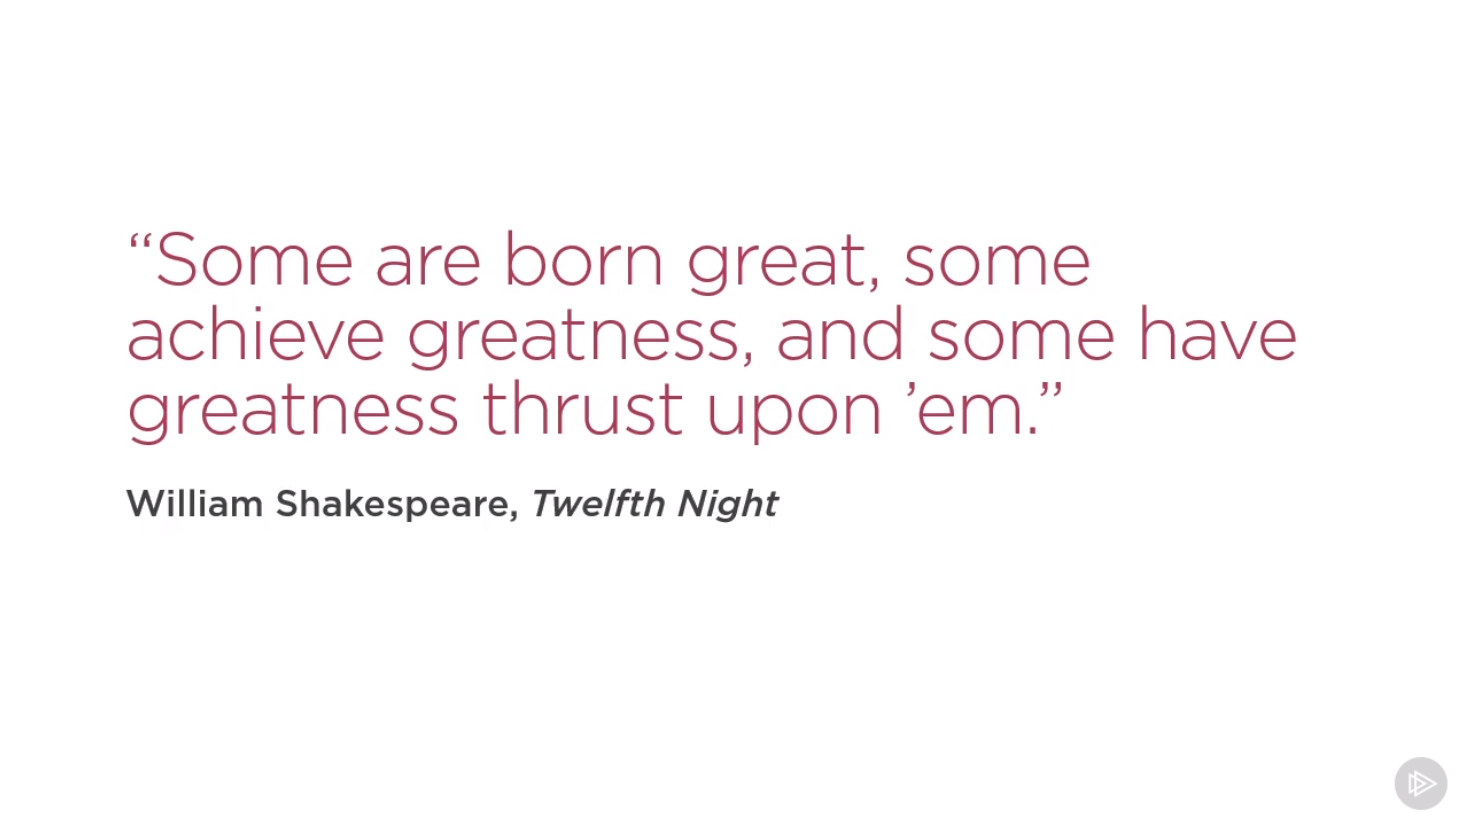 “Some are born great, some
achieve greatness, and some have
greatness thrust upon ’em.”
William Shakespeare, Twelfth Night